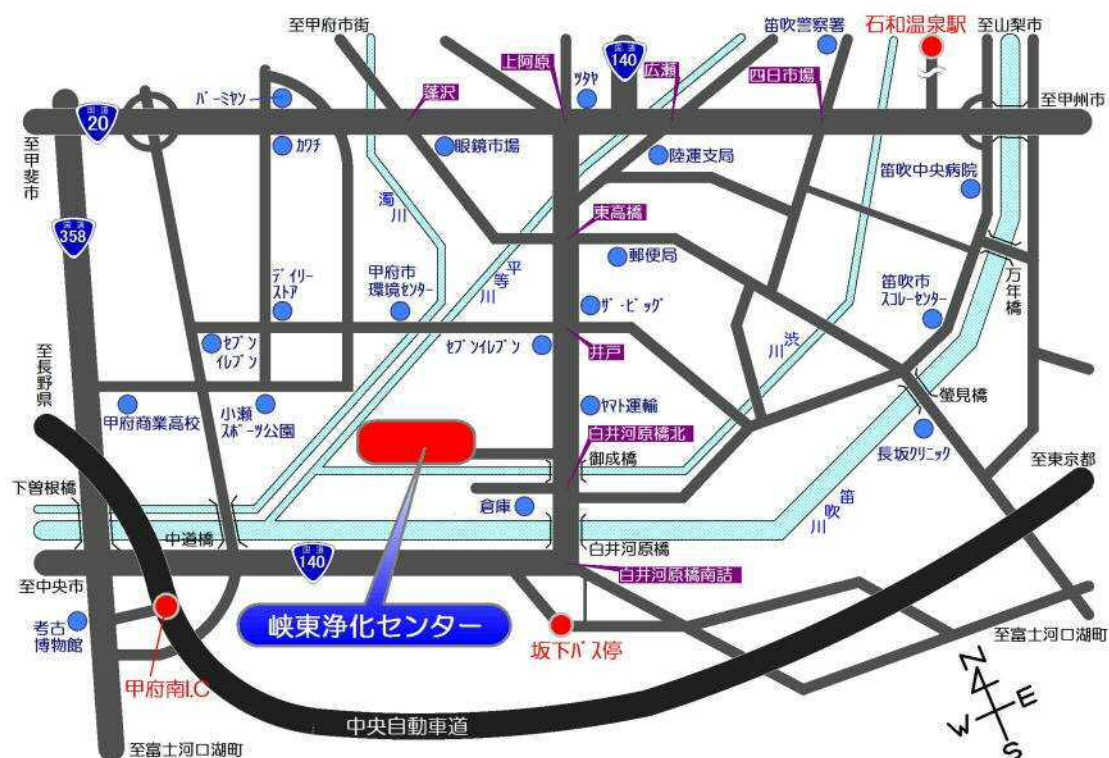 至甲府市街
笛吹警察署
石和温泉駅
至山梨市
上阿原
国道
140
広瀬
四日市場
ﾂﾀﾔ
ﾊﾞｰﾐﾔﾝ
蓬沢
至甲州市
国道
20
至甲斐市
ｶﾜﾁ
眼鏡市場
陸運支局
笛吹中央病院
国道
358
濁川
東高橋
平等川
郵便局
万年橋
ﾃﾞｲﾘｰ
ｽﾄｱ
甲府市
環境ｾﾝﾀｰ
ｻﾞ・ﾋﾞｯｸﾞ
笛吹市
ｽｺﾚｰｾﾝﾀｰ
渋川
至長野県
ｾﾌﾞﾝ
ｲﾚﾌﾞﾝ
ｾﾌﾞﾝｲﾚﾌﾞﾝ
井戸
蛍見橋
甲府商業高校
小瀬
ｽﾎﾟｰﾂ公園
ﾔﾏﾄ運輸
白井河原橋北
長坂ｸﾘﾆｯｸ
御成橋
至東京都
下曽根橋
倉庫
笛吹川
中道橋
白井河原橋
国道
140
白井河原橋南詰
至中央市
考古
博物館
峡東浄化センター
坂下ﾊﾞｽ停
至富士河口湖町
甲府南I.C
中央自動車道
至富士河口湖町
N
E
W
S